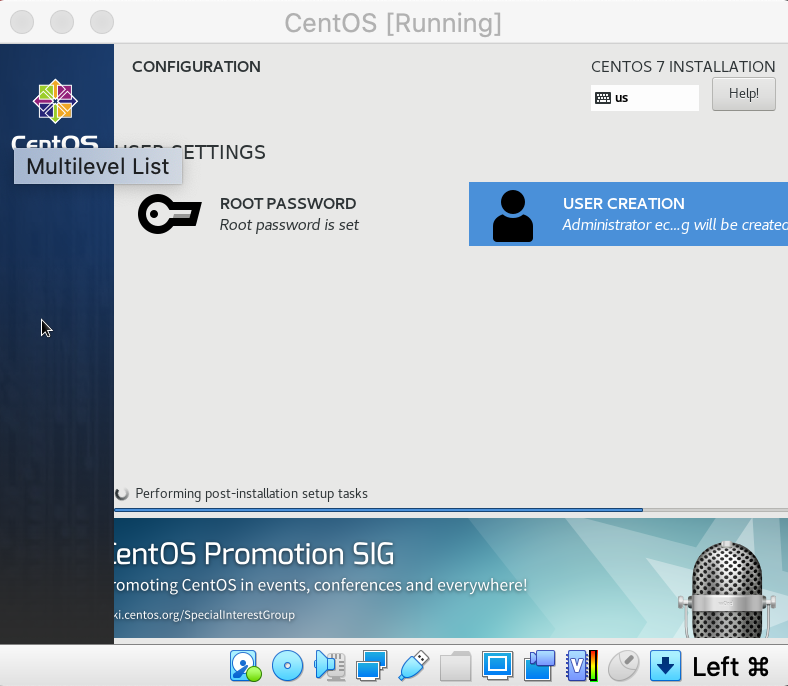 CentOS [Running]
CONFIGURATION
CENTOS 7 INSTALLATION
us
Help!
CentOS
USER SETTINGS
Multilevel List
ROOT PASSWORD
Root password is set
USER CREATION
Administrator ec...g will be created
Performing post-installation setup tasks
CentOS Promotion SIG
romoting CentOS in events, conferences and everywhere!
ki.centos.org/SpecialInterestGroup
V
Left ⌘